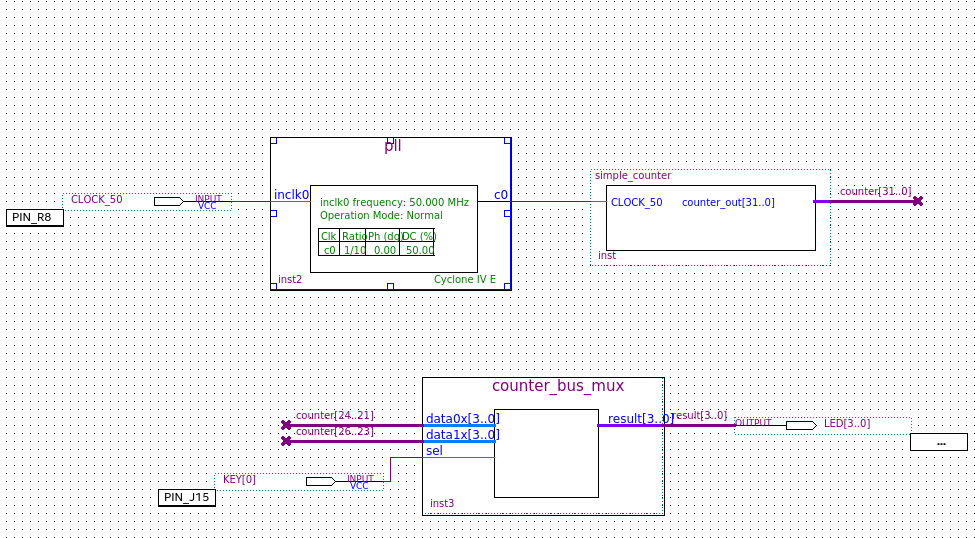 pll
simple_counter
CLOCK_50
INPUT
VCC
PIN_R8
inclk0
c0
inclk0 frequency: 50.000 MHz
Operation Mode: Normal
Clk Ratio Ph (dg) DC (%)
c0 1/10 0.00 50.00
inst2
Cyclone IV E
CLOCK_50
counter_out[31..0]
counter[31..0]
inst
counter_bus_mux
counter[24..21]
data0x[3..0]
result[3..0]
result[3..0]
OUTPUT
LED[3..0]
counter[26..23]
data1x[3..0]
...
sel
KEY[0]
INPUT
VCC
PIN_J15
inst3